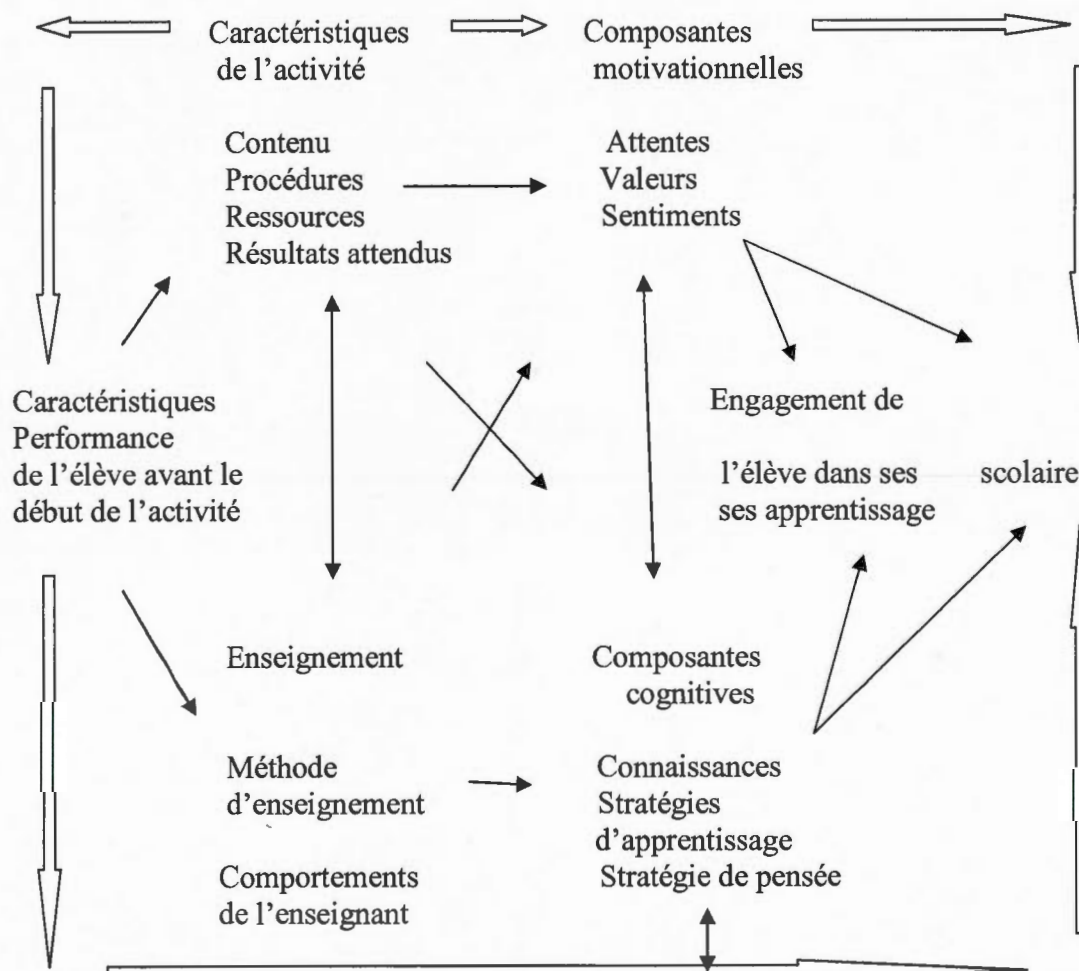 Caractéristiques
de l'activité
Composantes
motivationnelles
Contenu
Procédures
Ressources
Résultats attendus
Attentes
Valeurs
Sentiments
Caractéristiques
Performance
de l'élève avant le
début de l'activité
Engagement de
l'élève dans ses
ses apprentissage
scolaire
Enseignement
Composantes
cognitives
Méthode
d'enseignement
Comportements
de l'enseignant
Connaissances
Stratégies
d'apprentissage
Stratégie de pensée